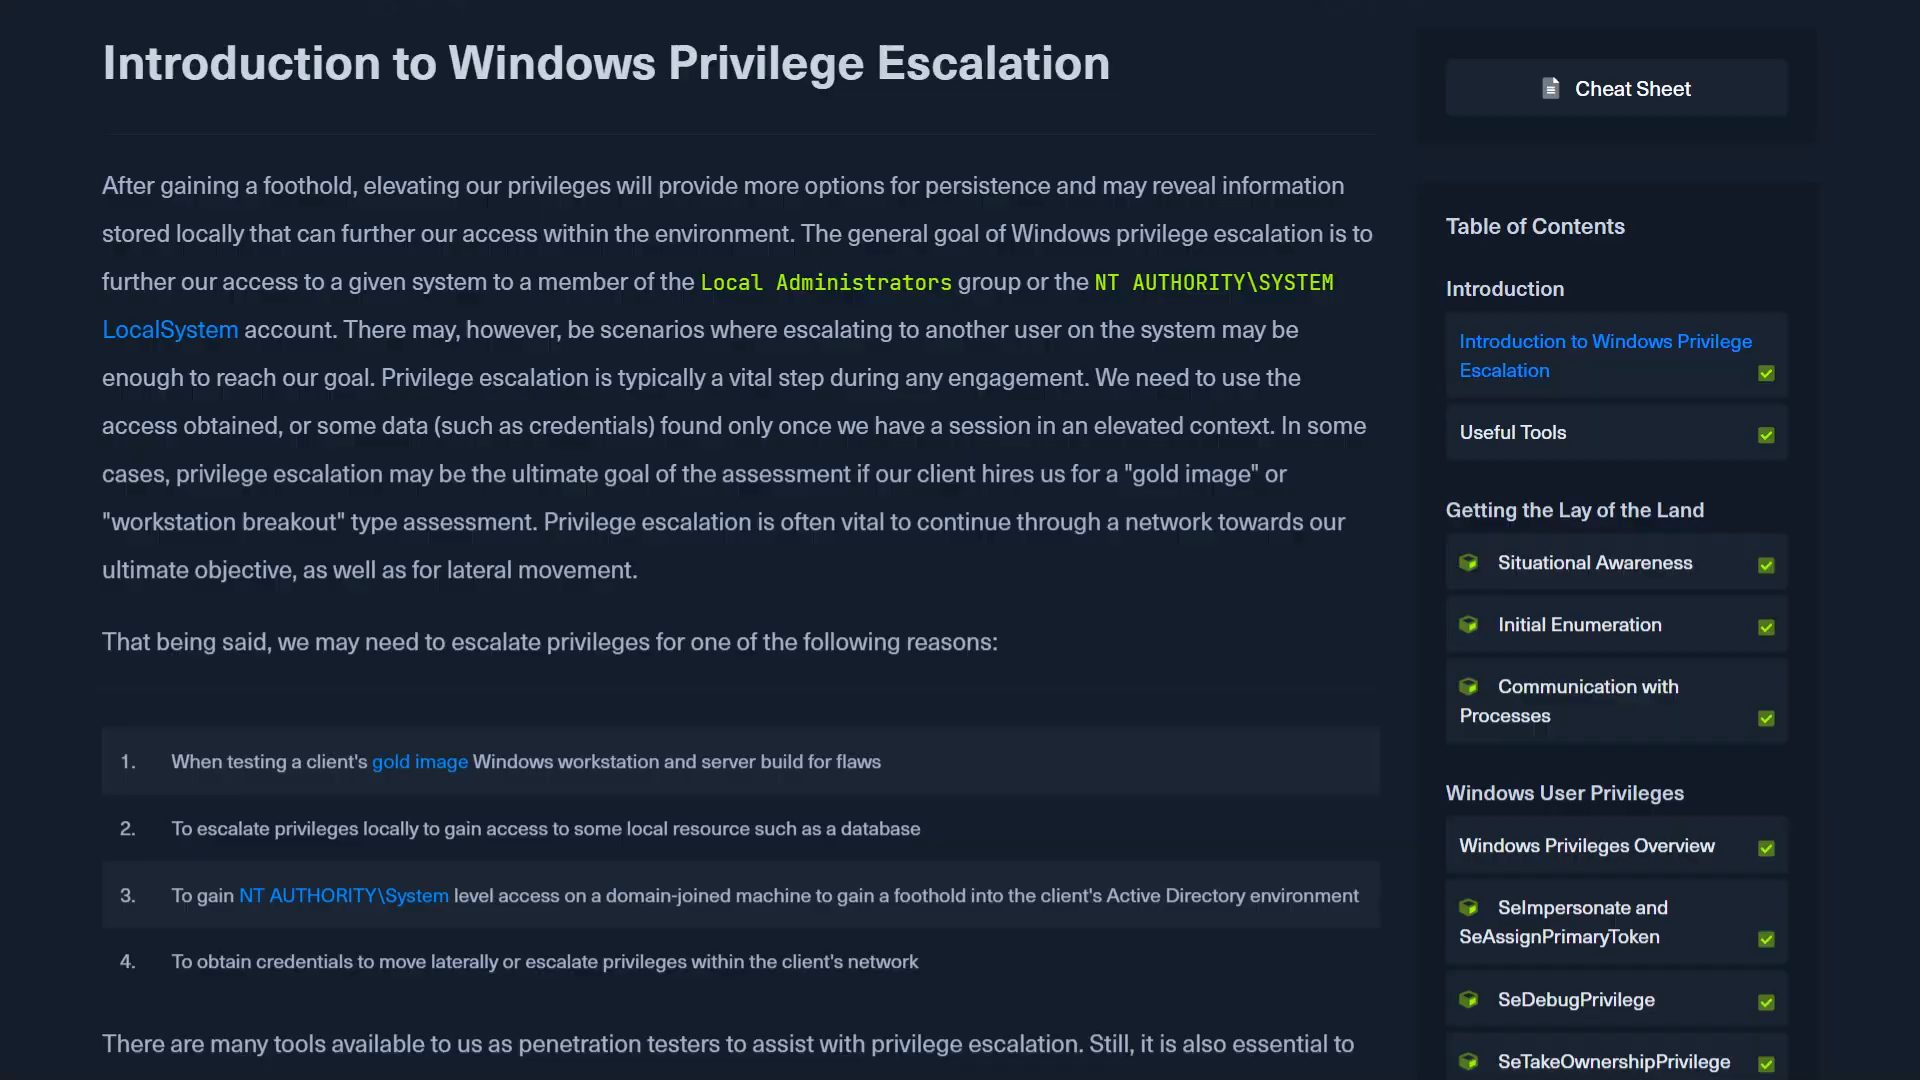 Introduction to Windows Privilege Escalation
After gaining a foothold, elevating our privileges will provide more options for persistence and may reveal information
stored locally that can further our access within the environment. The general goal of Windows privilege escalation is to
further our access to a given system to a member of the Local Administrators group or the NT AUTHORITY\SYSTEM
LocalSystem account. There may, however, be scenarios where escalating to another user on the system may be
enough to reach our goal. Privilege escalation is typically a vital step during any engagement. We need to use the
access obtained, or some data (such as credentials) found only once we have a session in an elevated context. In some
cases, privilege escalation may be the ultimate goal of the assessment if our client hires us for a "gold image" or
"workstation breakout" type assessment. Privilege escalation is often vital to continue through a network towards our
ultimate objective, as well as for lateral movement.
That being said, we may need to escalate privileges for one of the following reasons:
1. When testing a client's gold image Windows workstation and server build for flaws
2. To escalate privileges locally to gain access to some local resource such as a database
3. To gain NT AUTHORITY\System level access on a domain-joined machine to gain a foothold into the client's Active Directory environment
4. To obtain credentials to move laterally or escalate privileges within the client's network
There are many tools available to us as penetration testers to assist with privilege escalation. Still, it is also essential to
Cheat Sheet
Table of Contents
Introduction
Introduction to Windows Privilege
Escalation
Useful Tools
Getting the Lay of the Land
Situational Awareness
Initial Enumeration
Communication with
Processes
Windows User Privileges
Windows Privileges Overview
SeImpersonate and
SeAssignPrimaryToken
SeDebugPrivilege
SeTakeOwnershipPrivilege